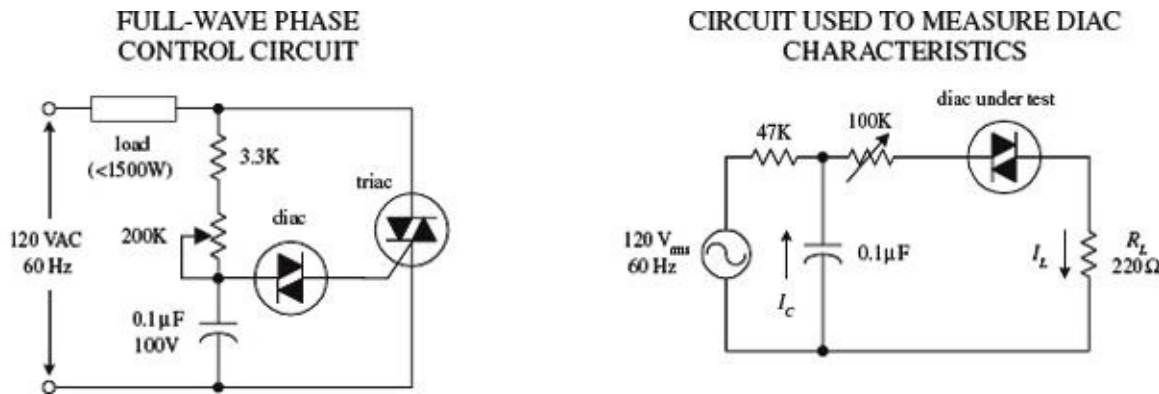 FULL-WAVE PHASE
CONTROL CIRCUIT
load
(<1500W)
3.3K
triac
diac
200K
120 VAC
60 Hz
0.1µF
100V
CIRCUIT USED TO MEASURE DIAC
CHARACTERISTICS
diac under test
47K
100K
120 Vrms
60 Hz
0.1µF
IC
IL
RL
220Ω